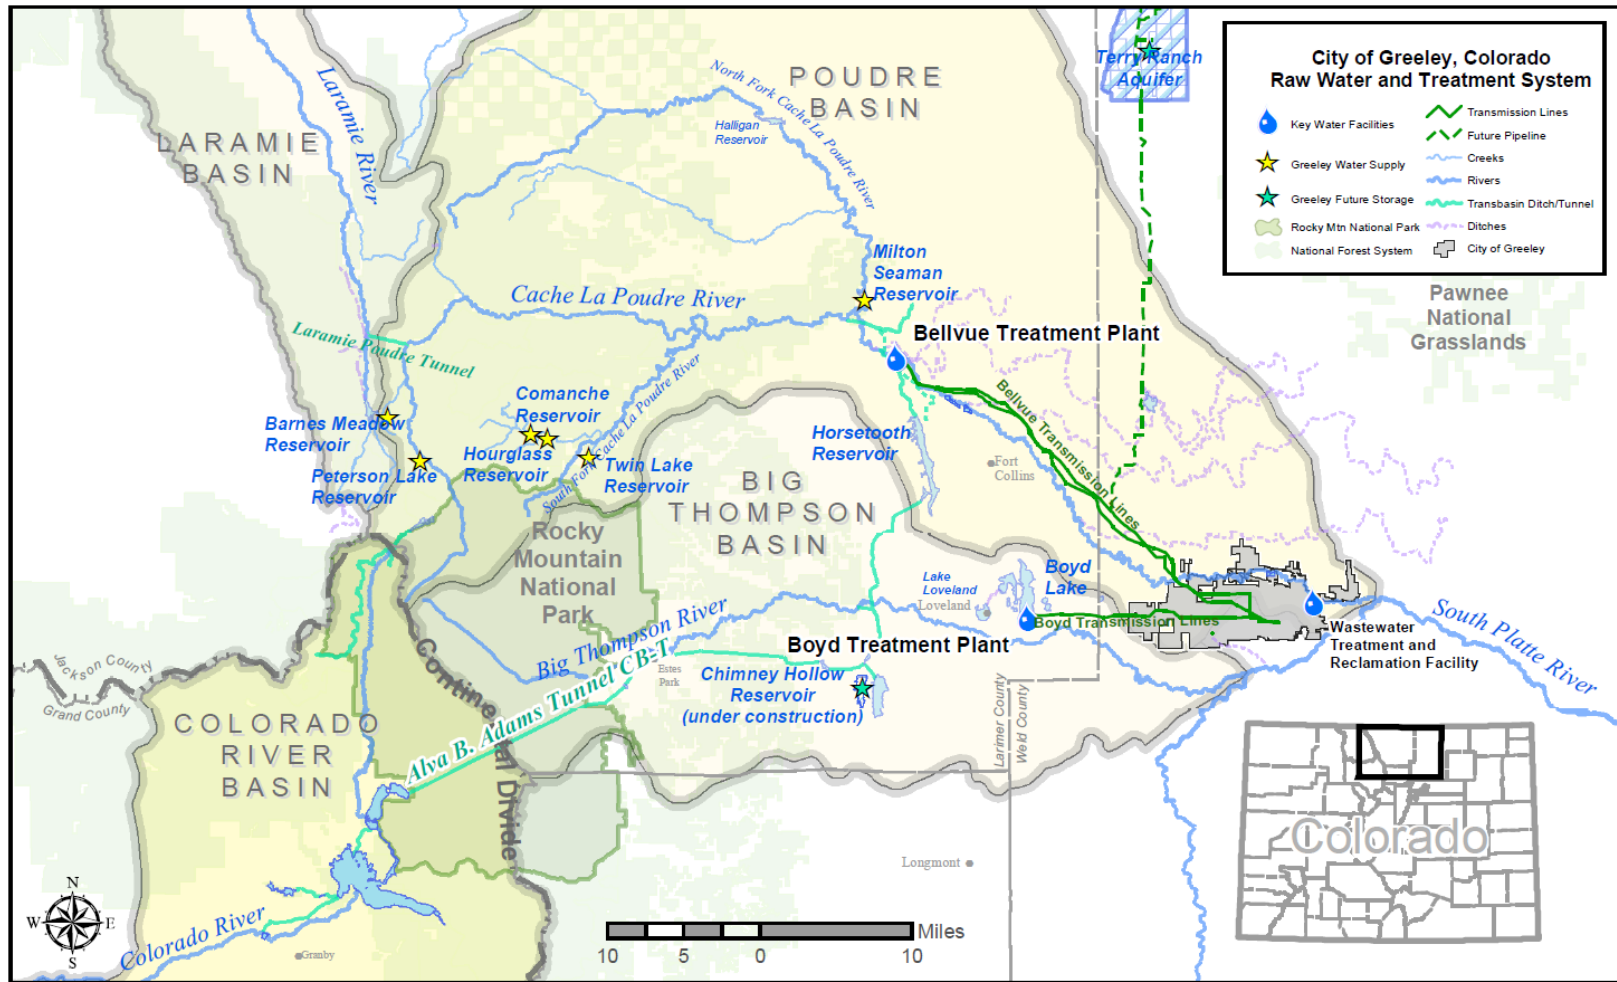 City of Greeley, Colorado
Raw Water and Treatment System
Key Water Facilities
Greeley Water Supply
Greeley Future Storage
Rocky Mtn National Park
National Forest System
Transmission Lines
Future Pipeline
Creeks
Rivers
Transbasin Ditch/Tunnel
Ditches
City of Greeley
Terry Ranch
Aquifer
POUDRE
BASIN
North Fork Cache La Poudre River
Halligan
Reservoir
Laramie River
LARAMIE
BASIN
Milton
Seaman
Reservoir
Cache La Poudre River
Pawnee
National
Grasslands
Bellvue Treatment Plant
Laramie Poudre Tunnel
Bellvue Transmission Lines
Comanche
Reservoir
Barnes Meadow
Reservoir
Hourglass
Reservoir
Peterson Lake
Reservoir
South Fork Cache La Poudre River
Twin Lake
Reservoir
Horsetooth
Reservoir
Fort
Collins
BIG
THOMPSON
BASIN
Rocky
Mountain
National
Park
Lake
Loveland
Loveland
Boyd
Lake
Boyd Transmission Lines
Boyd Treatment Plant
Wastewater
Treatment and
Reclamation Facility
South Platte River
Big Thompson River
Estes
Park
Chimney Hollow
Reservoir
(under construction)
Larimer County
Weld County
Jackson County
Grand County
Continental Divide
Alva B. Adams Tunnel CB-T
COLORADO
RIVER
BASIN
Colorado River
Granby
Longmont
N
W
E
S
Miles
10
5
0
10
Colorado